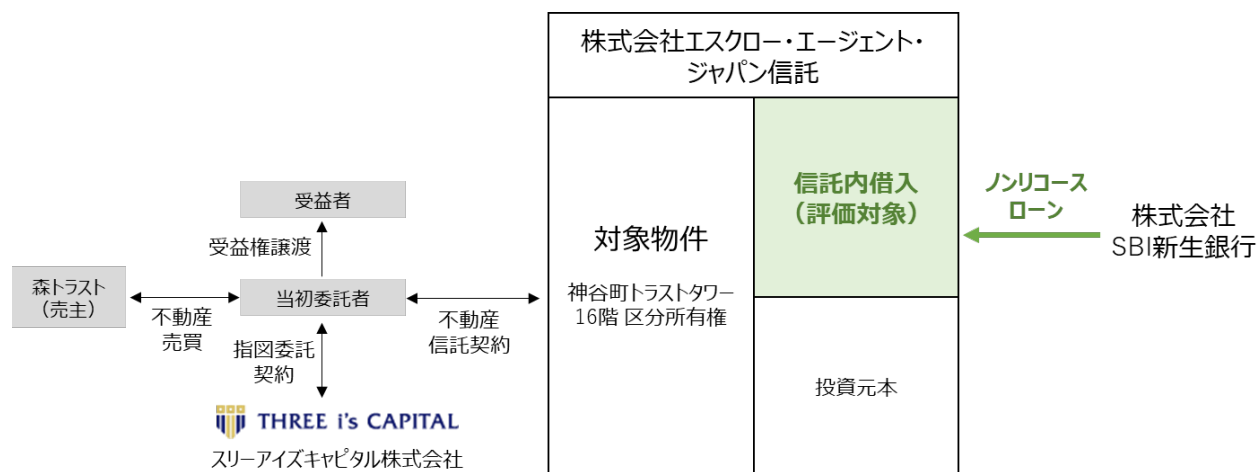 株式会社エスクロー・エージェント・
ジャパン信託
信託内借入
（評価対象）
ノンリコース
ローン
株式会社
SBI新生銀行
対象物件
神谷町トラストタワー
16階 区分所有権
投資元本
受益者
受益権譲渡
森トラスト
（売主）
当初委託者
不動産
売買
指図委託
契約
不動産
信託契約
THREE i's CAPITAL
スリーアイズキャピタル株式会社